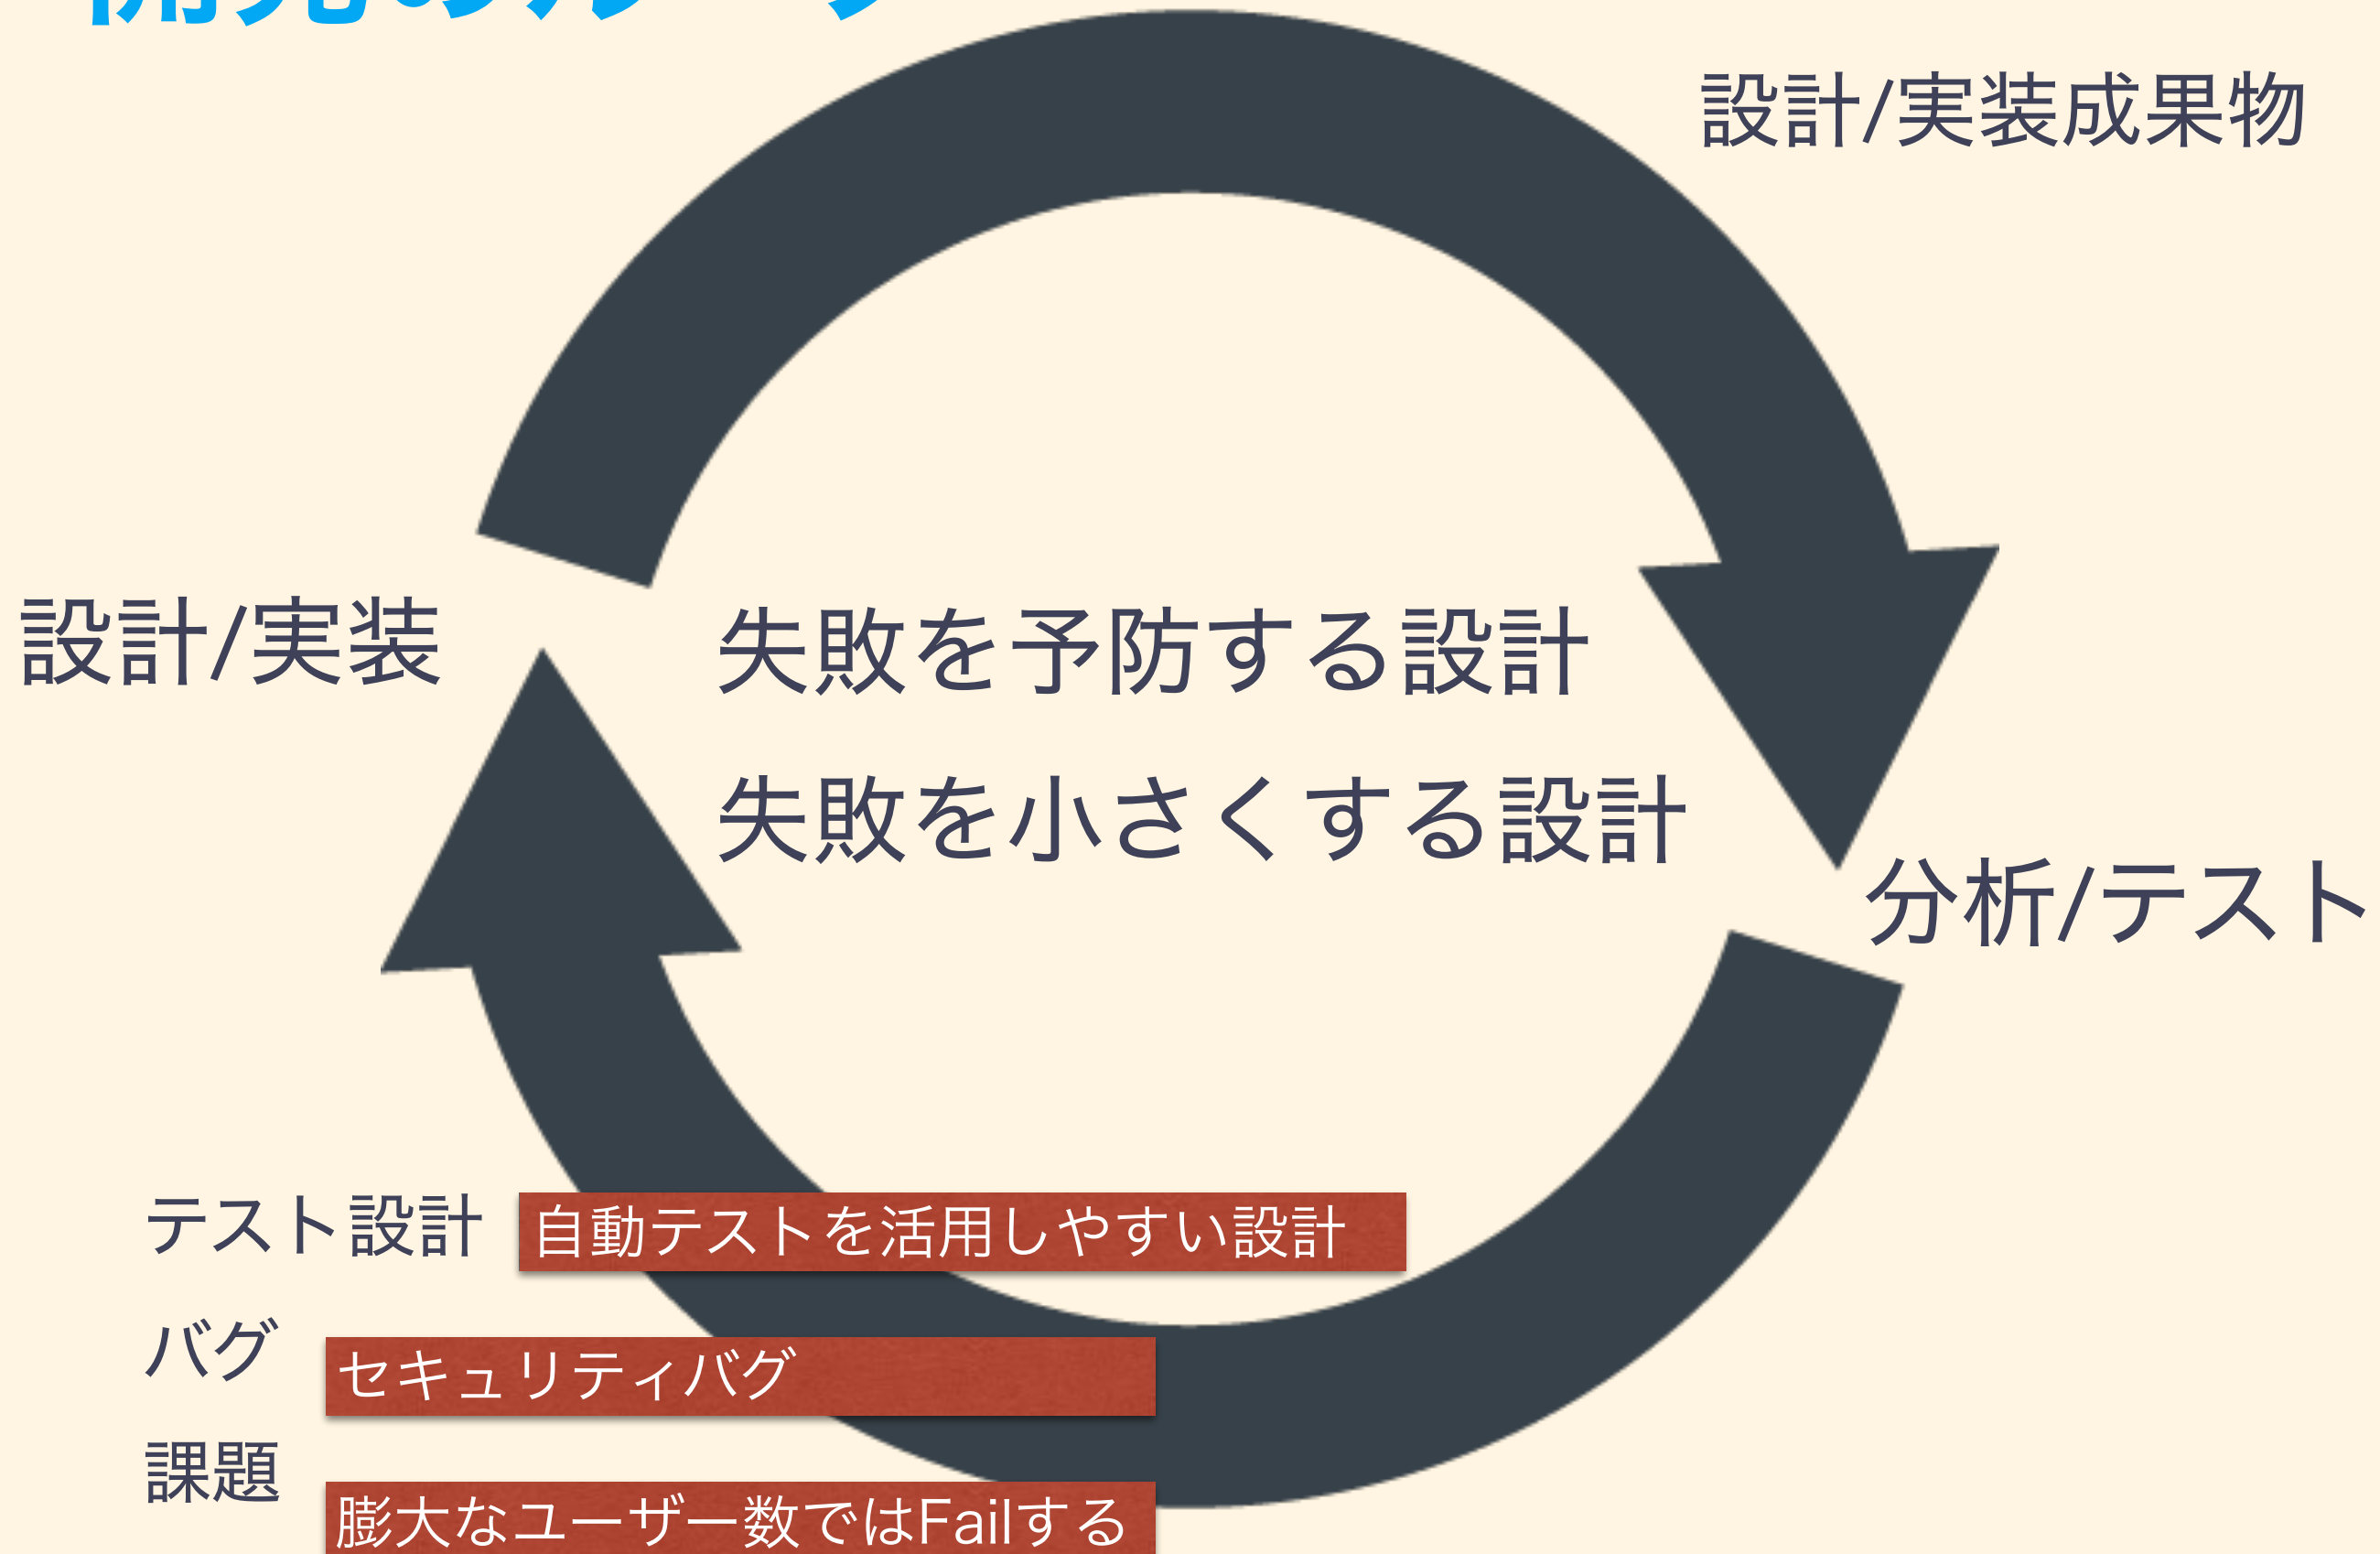 設計/実装成果物
設計/実装
失敗を予防する設計
失敗を小さくする設計
分析/テスト
テスト設計 自動テストを活用しやすい設計
バグ セキュリティバグ
課題 膨大なユーザー数ではFailする